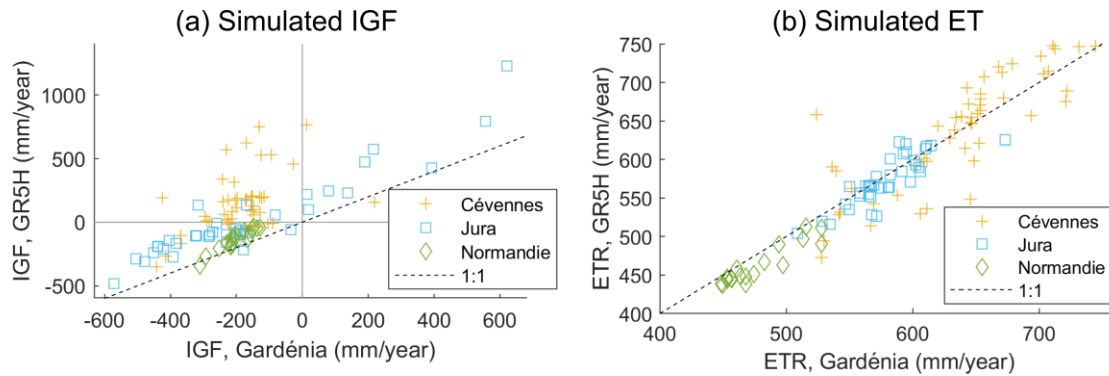 (a) Simulated IGF
IGF, GR5H (mm/year)
1000
500
0
-500
-600
-400
-200
0
200
400
600
IGF, Gardénia (mm/year)
Cévennes
Jura
Normandie
1:1
(b) Simulated ET
ETR, GR5H (mm/year)
750
700
650
600
550
500
450
400
400
500
600
700
ETR, Gardénia (mm/year)
Cévennes
Jura
Normandie
1:1